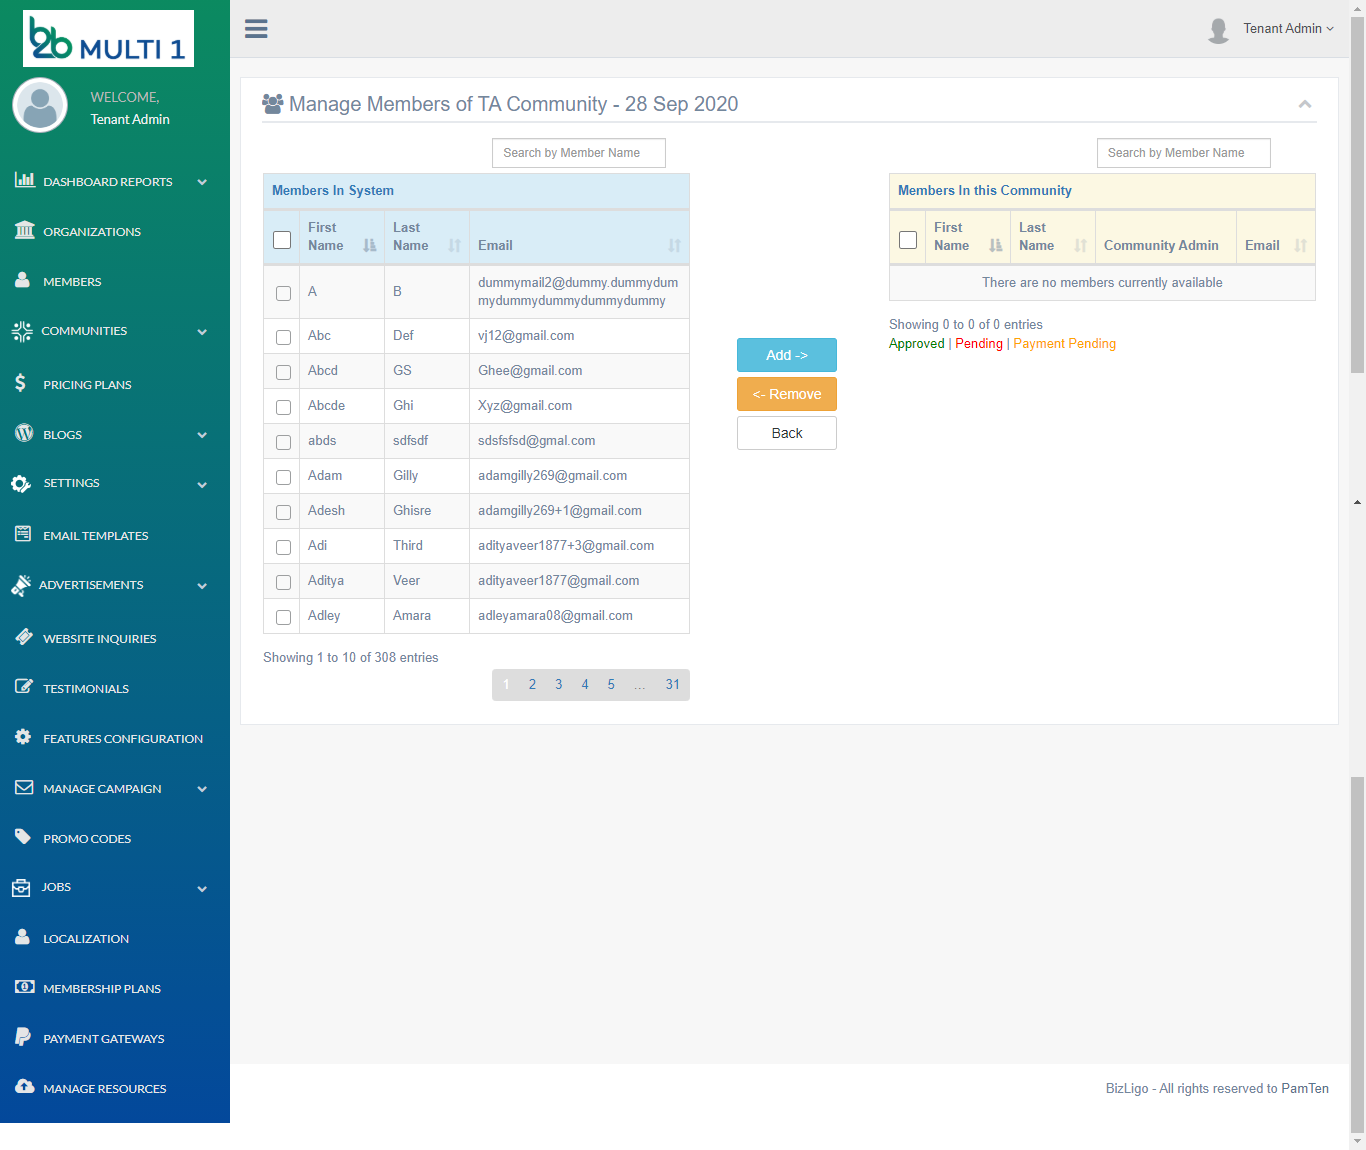 b2b MULTI 1
WELCOME,
Tenant Admin
DASHBOARD REPORTS
ORGANIZATIONS
MEMBERS
COMMUNITIES
PRICING PLANS
BLOGS
SETTINGS
EMAIL TEMPLATES
ADVERTISEMENTS
WEBSITE INQUIRIES
TESTIMONIALS
FEATURES CONFIGURATION
MANAGE CAMPAIGN
PROMO CODES
JOBS
LOCALIZATION
MEMBERSHIP PLANS
PAYMENT GATEWAYS
MANAGE RESOURCES
Tenant Admin
Manage Members of TA Community - 28 Sep 2020
Search by Member Name
Members In System
First Name Last Name Email
A B dummymail2@dummy.dummydum
mydummydummydummydummy
Abc Def vj12@gmail.com
Abcd GS Ghee@gmail.com
Abcde Ghi Xyz@gmail.com
abds sdfsdf sdsfsfsd@gmal.com
Adam Gilly adamgilly269@gmail.com
Adesh Ghisre adamgilly269+1@gmail.com
Adi Third adityaveer1877+3@gmail.com
Aditya Veer adityaveer1877@gmail.com
Adley Amara adleyamara08@gmail.com
Showing 1 to 10 of 308 entries
1 2 3 4 5 … 31
Add ->
<- Remove
Back
Search by Member Name
Members In this Community
First Name Last Name Community Admin Email
There are no members currently available
Showing 0 to 0 of 0 entries
Approved | Pending | Payment Pending
BizLigo - All rights reserved to PamTen